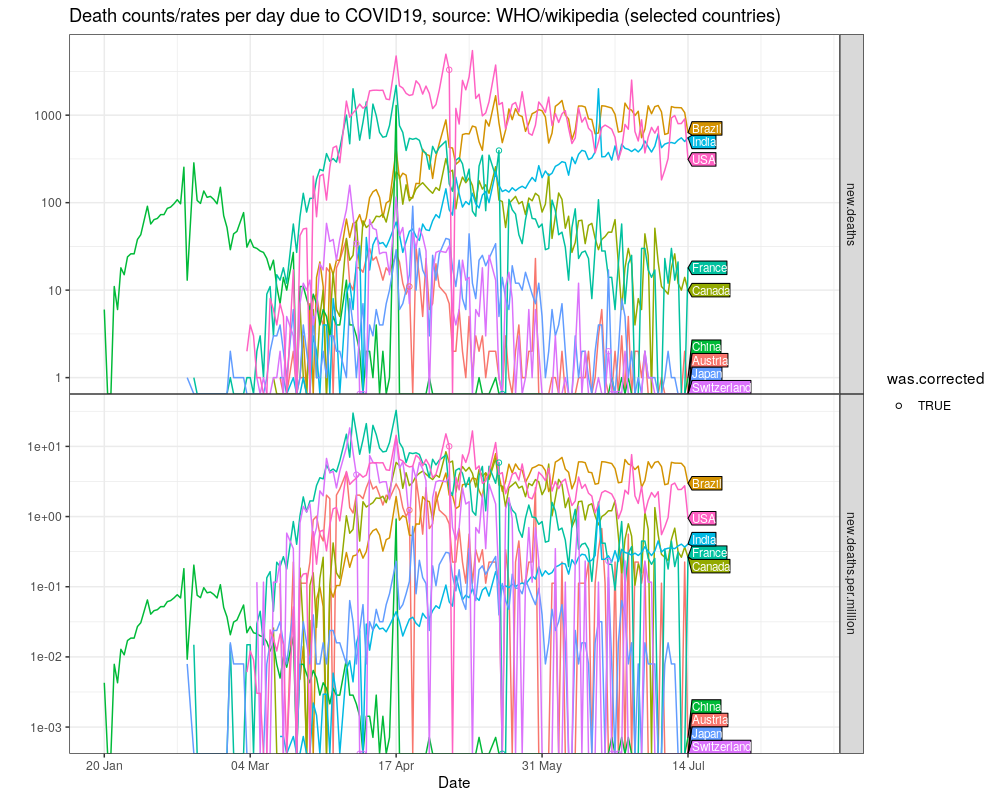 Death counts/rates per day due to COVID19, source: WHO/wikipedia (selected countries)
1000
100
10
1
Brazil
India
USA
France
Canada
China
Austria
Japan
Switzerland
new.deaths
1e+01
1e+00
1e-01
1e-02
1e-03
Brazil
USA
India
France
Canada
China
Austria
Japan
Switzerland
new.deaths.per.million
20 Jan
04 Mar
17 Apr
31 May
14 Jul
Date
was.corrected
TRUE